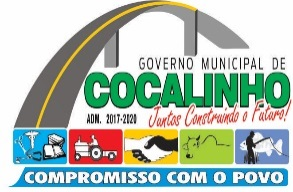 GOVERNO MUNICIPAL DE
COCALINHO
ADM. 2017-2020 Juntos Construindo o Futuro!
COMPROMISSO COM O POVO